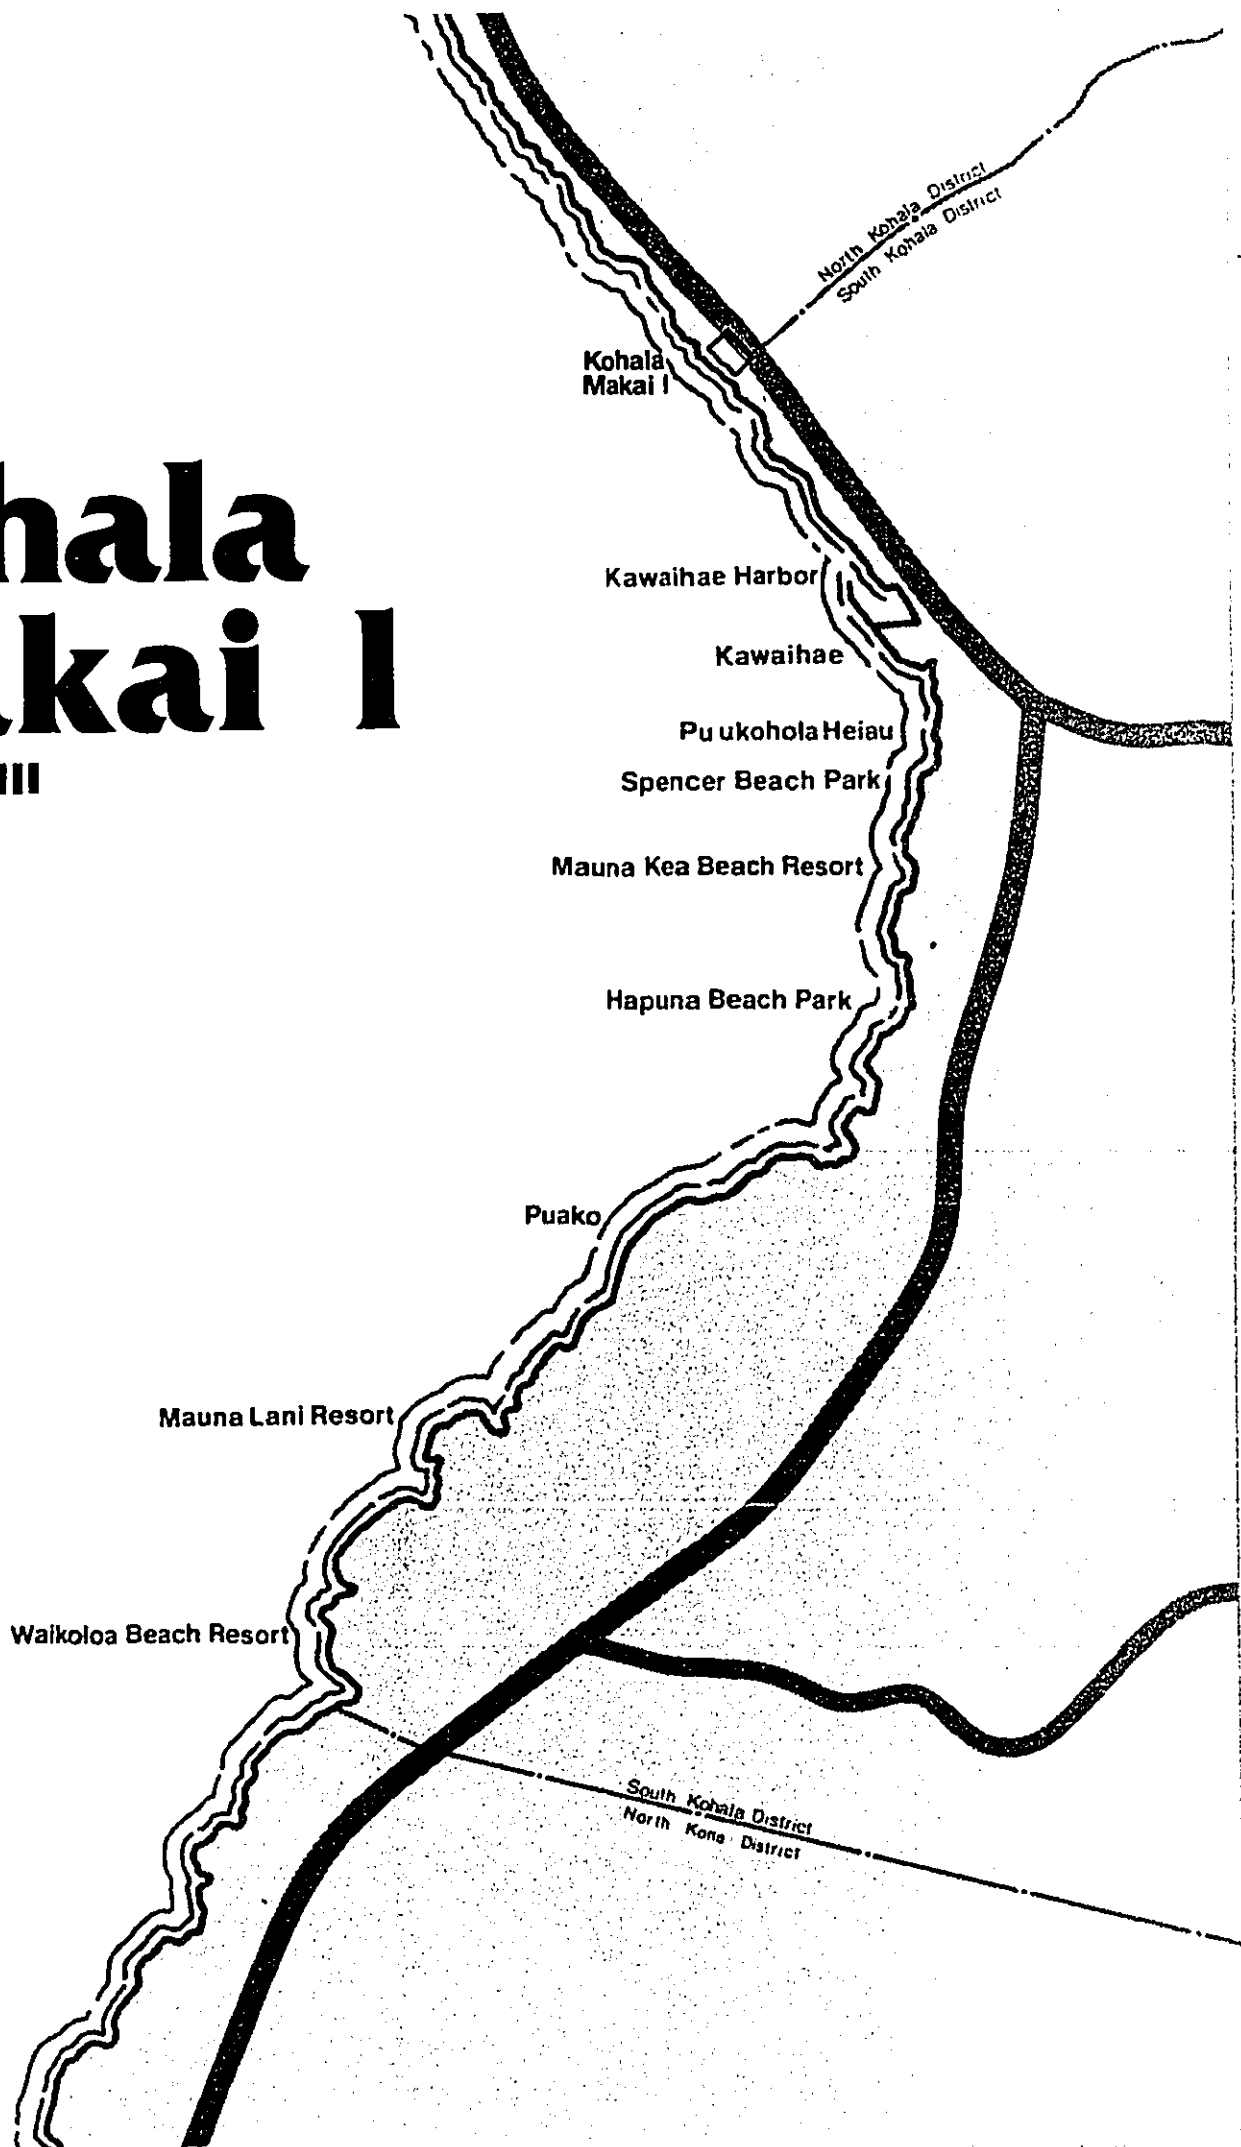 North Kohala District
South Kohala District
Kohala
Makai I
hala
kai I
Kawaihae Harbor
Kawaihae
Pu ukohola Heiau
Spencer Beach Park
Mauna Kea Beach Resort
Hapuna Beach Park
Puako
Mauna Lani Resort
Waikoloa Beach Resort
South Kohala District
North Kona District